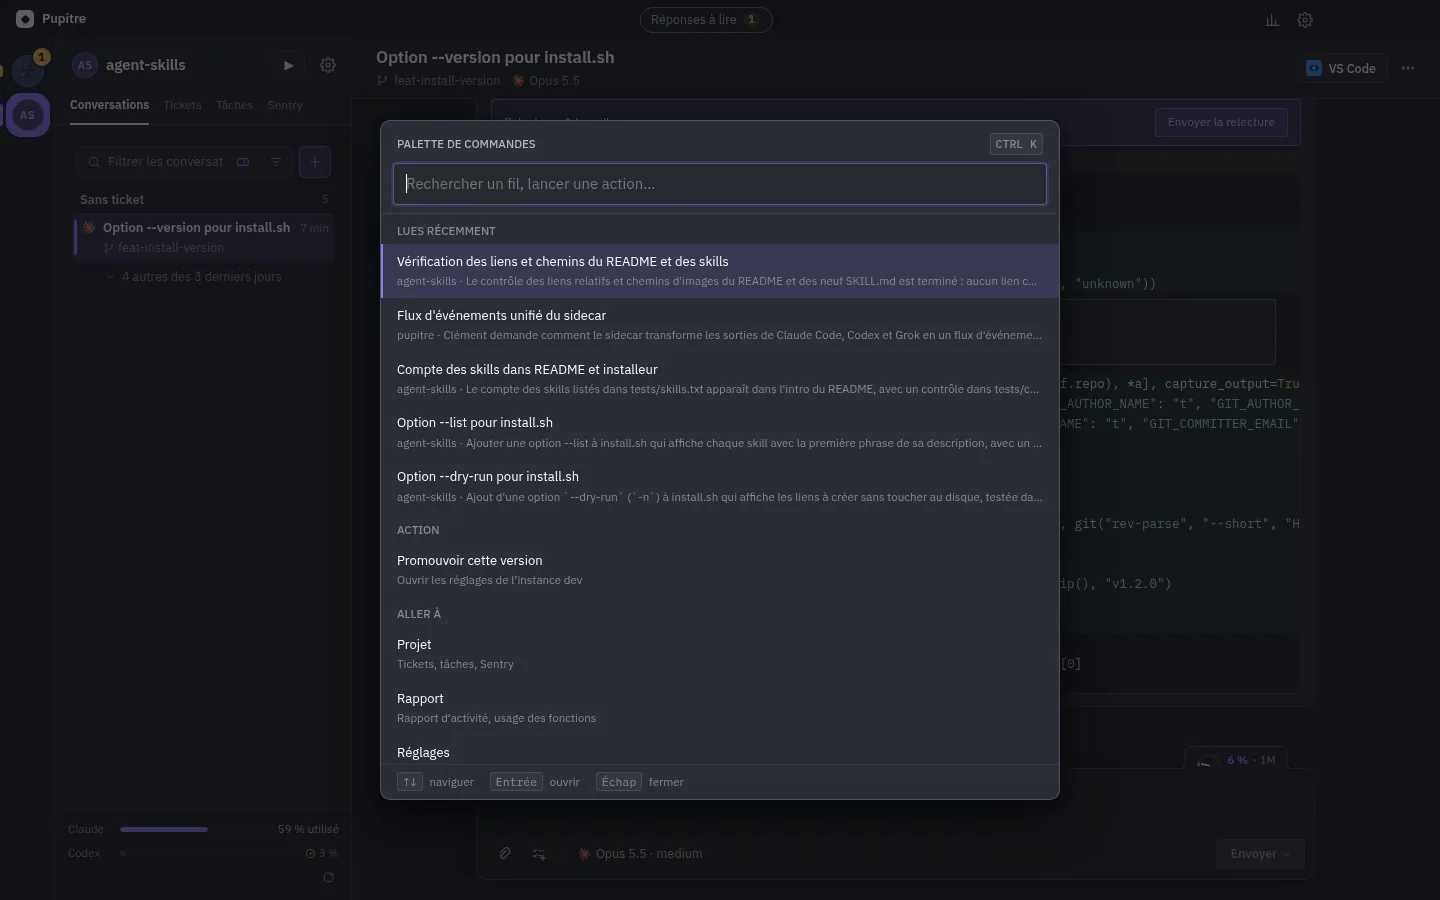 Pupitre
Réponses à lire 1
1
AS agent-skills
AS
Conversations Tickets Tâches Sentry
Filtrer les conversat
Sans ticket 5
Option --version pour install.sh 7 min
feat-install-version
4 autres des 3 derniers jours
Claude 59 % utilisé
Codex 3 %
Option --version pour install.sh
feat-install-version Opus 5.5
VS Code
Envoyer la relecture
PALETTE DE COMMANDES CTRL K
Rechercher un fil, lancer une action…
LUES RÉCEMMENT
Vérification des liens et chemins du README et des skills
agent-skills · Le contrôle des liens relatifs et chemins d'images du README et des neuf SKILL.md est terminé : aucun lien c…
Flux d'événements unifié du sidecar
pupitre · Clément demande comment le sidecar transforme les sorties de Claude Code, Codex et Grok en un flux d'événeme…
Compte des skills dans README et installeur
agent-skills · Le compte des skills listés dans tests/skills.txt apparaît dans l'intro du README, avec un contrôle dans tests/c…
Option --list pour install.sh
agent-skills · Ajouter une option --list à install.sh qui affiche chaque skill avec la première phrase de sa description, avec un …
Option --dry-run pour install.sh
agent-skills · Ajout d'une option `--dry-run` (`-n`) à install.sh qui affiche les liens à créer sans toucher au disque, testée da…
ACTION
Promouvoir cette version
Ouvrir les réglages de l'instance dev
ALLER À
Projet
Tickets, tâches, Sentry
Rapport
Rapport d'activité, usage des fonctions
Réglages
↑↓ naviguer Entrée ouvrir Échap fermer
, "unknown"))
f.repo), *a], capture_output=Tru
_AUTHOR_NAME": "t", "GIT_AUTHOR_
AME": "t", "GIT_COMMITTER_EMAIL"
, git("rev-parse", "--short", "H
ip(), "v1.2.0")
[0]
6 % · 1M
Opus 5.5 · medium
Envoyer